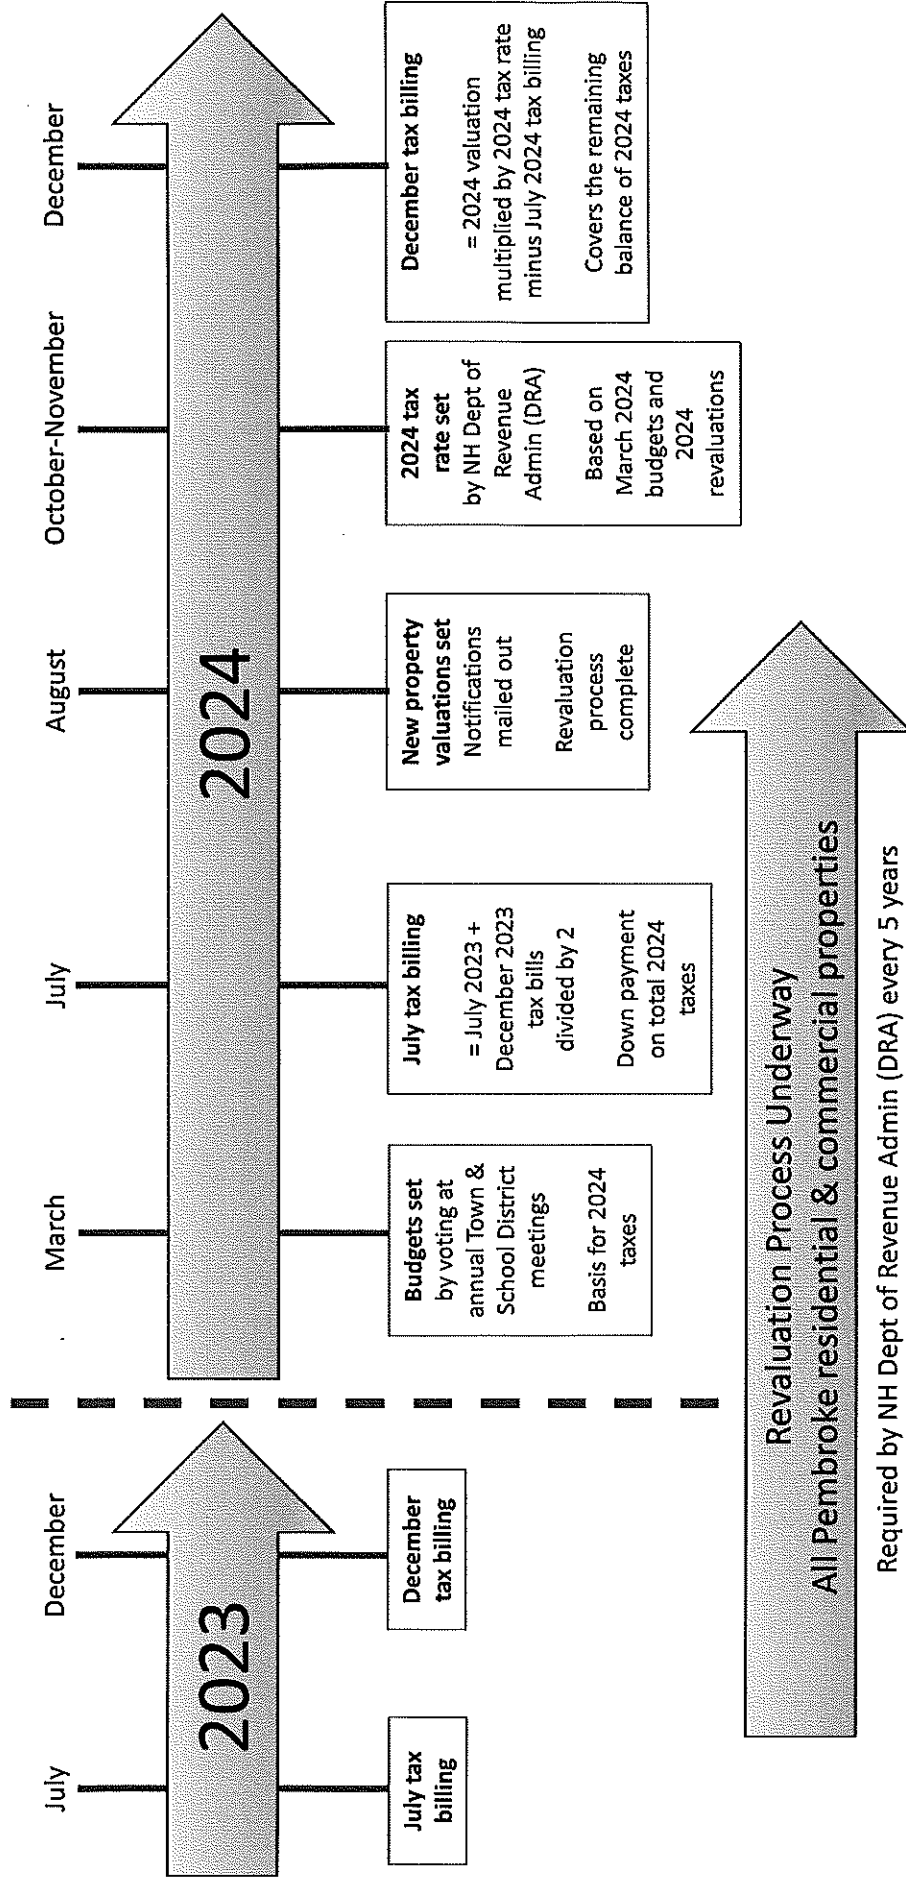 July
December
March
July
August
October-November
December
2023
2024
July tax
billing
December
tax billing
Budgets set
by voting at
annual Town &
School District
meetings
Basis for 2024
taxes
July tax billing
= July 2023 +
December 2023
tax bills
divided by 2
Down payment
on total 2024
taxes
New property
valuations set
Notifications
mailed out
Revaluation
process
complete
2024 tax
rate set
by NH Dept of
Revenue
Admin (DRA)
Based on
March 2024
budgets and
2024
revaluations
December tax billing
= 2024 valuation
multiplied by 2024 tax rate
minus July 2024 tax billing
Covers the remaining
balance of 2024 taxes
Revaluation Process Underway
All Pembroke residential & commercial properties
Required by NH Dept of Revenue Admin (DRA) every 5 years